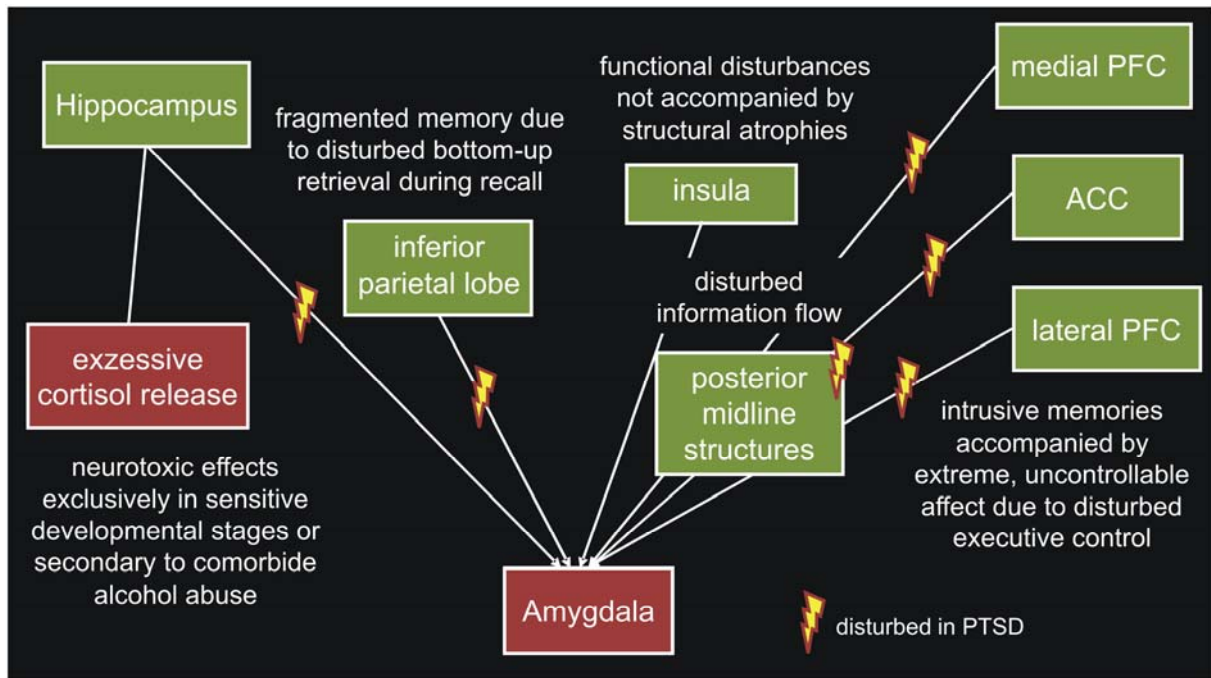 Hippocampus
fragmented memory due
to disturbed bottom-up
retrieval during recall
functional disturbances
not accompanied by
structural atrophies
medial PFC
insula
ACC
inferior
parietal lobe
disturbed
information flow
lateral PFC
exzessive
cortisol release
posterior
midline
structures
neurotoxic effects
exclusively in sensitive
developmental stages or
secondary to comorbide
alcohol abuse
intrusive memories
accompanied by
extreme, uncontrollable
affect due to disturbed
executive control
Amygdala
disturbed in PTSD